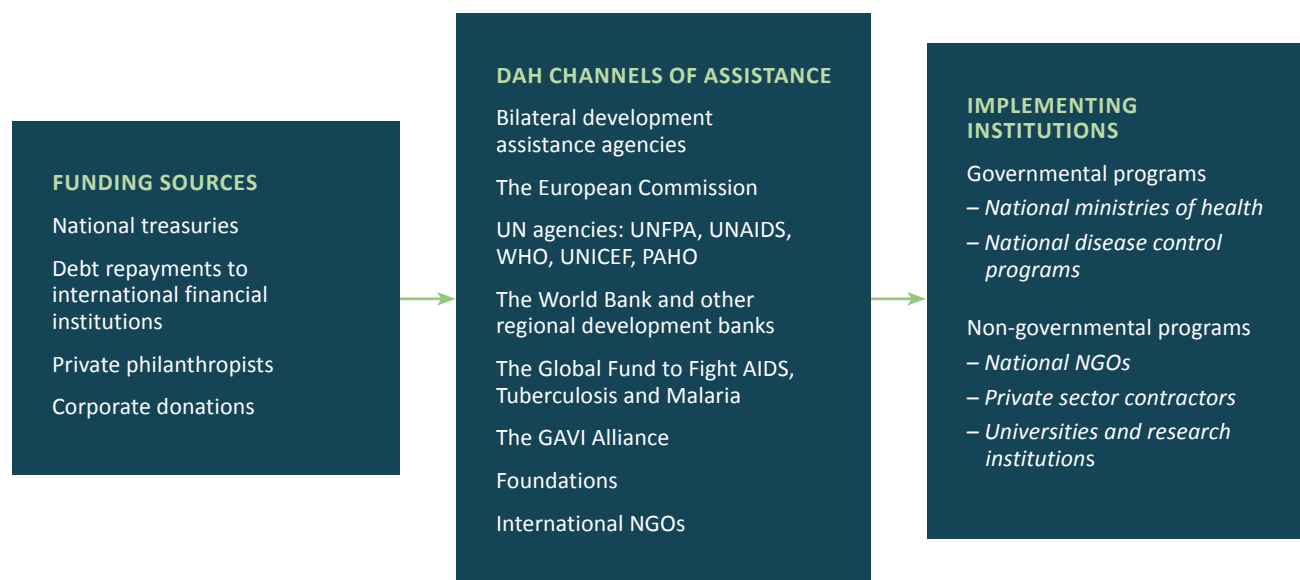 FUNDING SOURCES
National treasuries
Debt repayments to
international financial
institutions
Private philanthropists
Corporate donations
DAH CHANNELS OF ASSISTANCE
Bilateral development
assistance agencies
The European Commission
UN agencies: UNFPA, UNAIDS,
WHO, UNICEF, PAHO
The World Bank and other
regional development banks
The Global Fund to Fight AIDS,
Tuberculosis and Malaria
The GAVI Alliance
Foundations
International NGOs
IMPLEMENTING
INSTITUTIONS
Governmental programs
– National ministries of health
– National disease control
programs
Non-governmental programs
– National NGOs
– Private sector contractors
– Universities and research
institutions